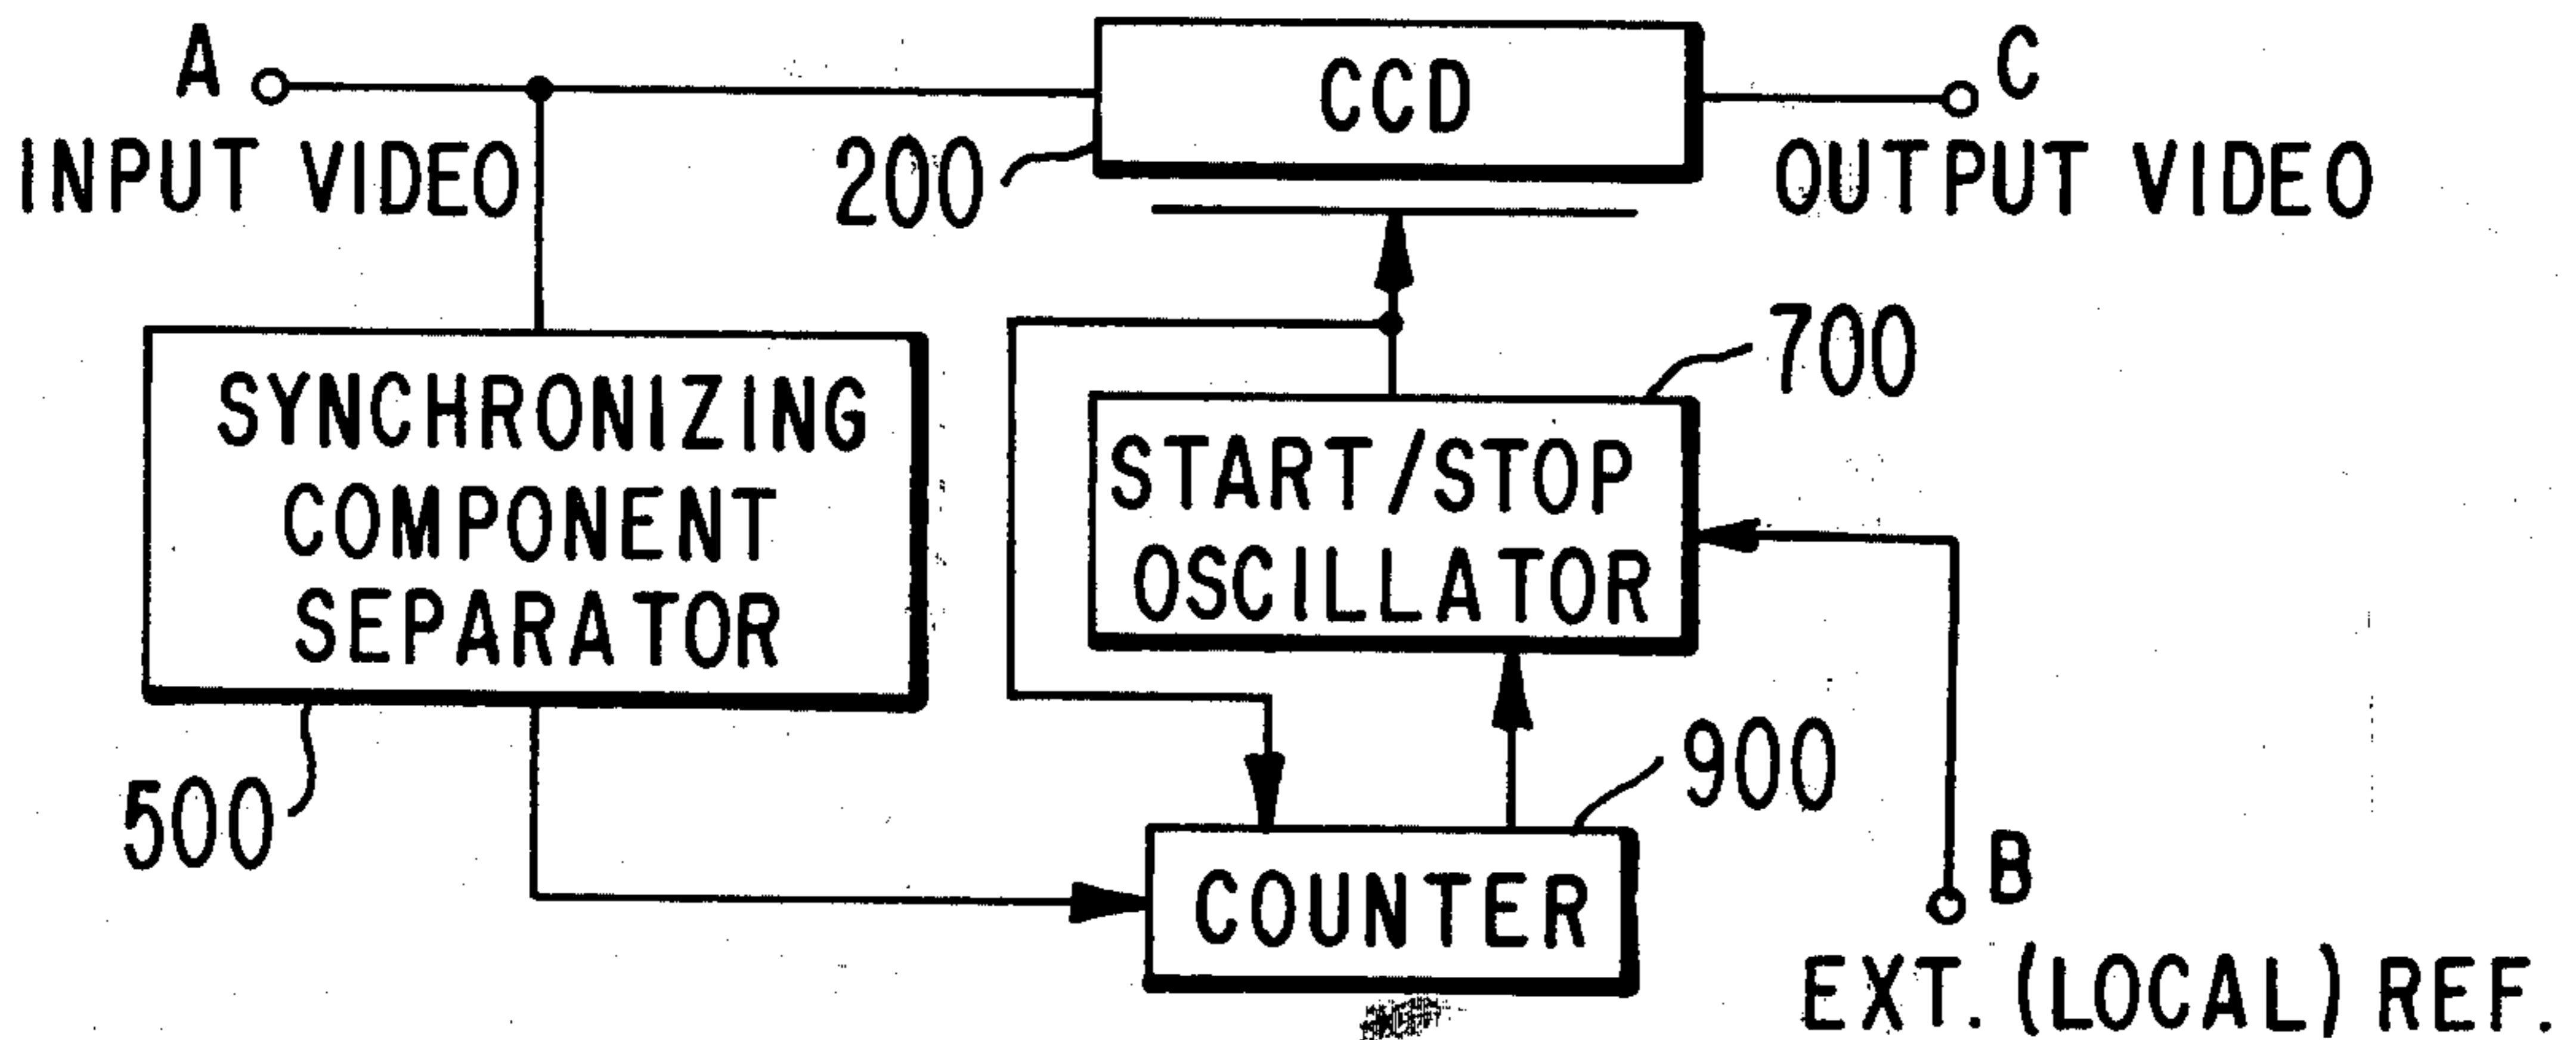 A
INPUT VIDEO
CCD
200
C
OUTPUT VIDEO
SYNCHRONIZING
COMPONENT
SEPARATOR
500
START/STOP
OSCILLATOR
700
COUNTER
900
B
EXT. (LOCAL) REF.